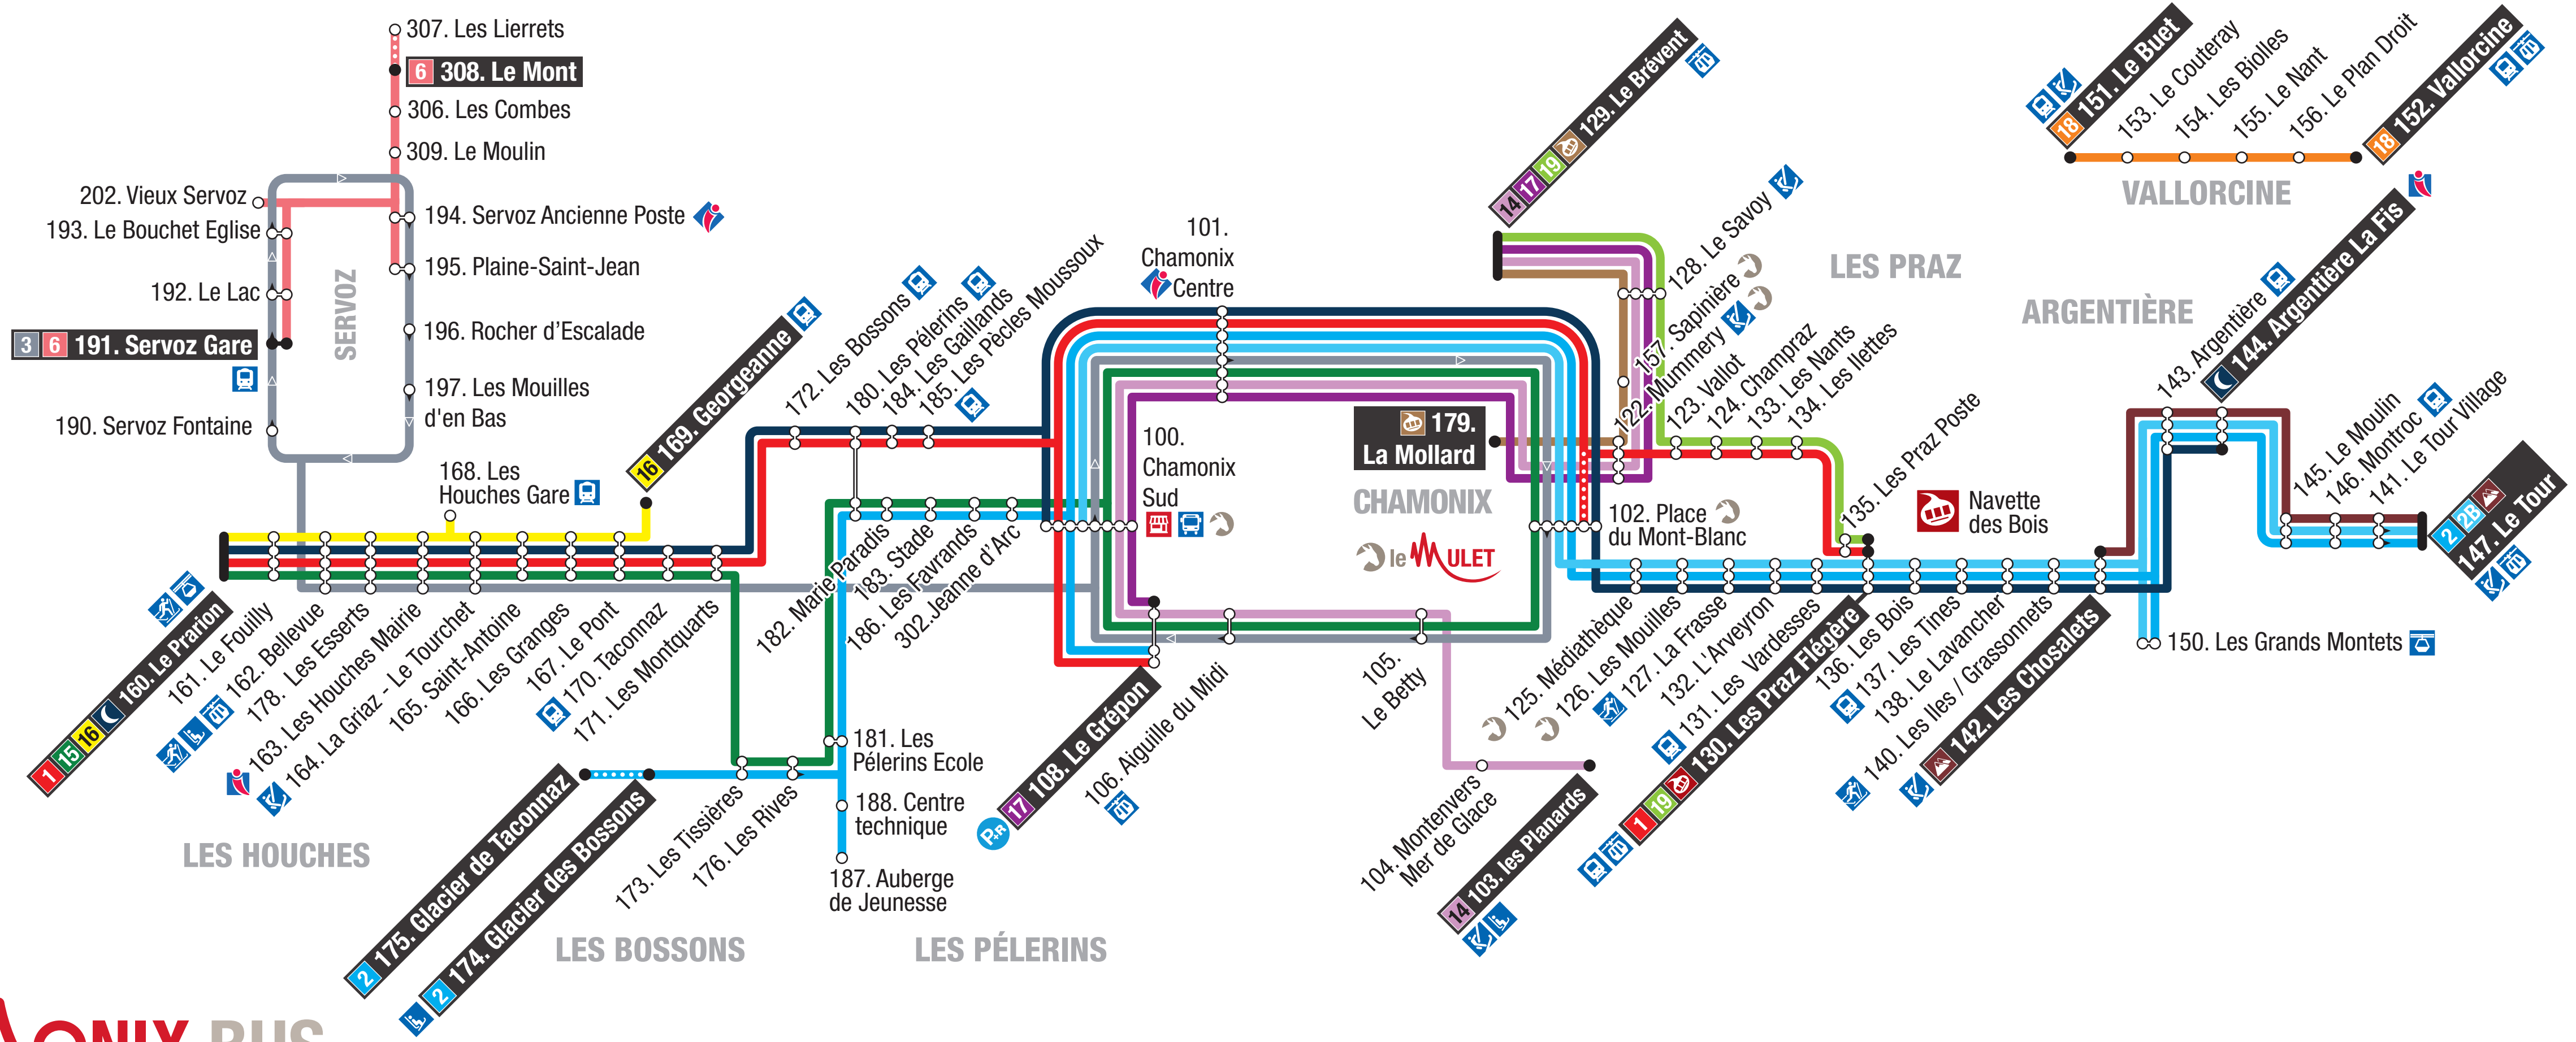 307. Les Lierrets
6 308. Le Mont
306. Les Combes
309. Le Moulin
202. Vieux Servoz
193. Le Bouchet Eglise
192. Le Lac
3 6 191. Servoz Gare
190. Servoz Fontaine
SERVOZ
194. Servoz Ancienne Poste
195. Plaine-Saint-Jean
196. Rocher d'Escalade
197. Les Mouilles
d'en Bas
168. Les
Houches Gare
16 169. Georgeanne
1 15 16 160. Le Prarion
161. Le Fouilly
162. Bellevue
178. Les Esserts
163. Les Houches Mairie
164. La Griaz - Le Tourchet
165. Saint-Antoine
166. Les Granges
167. Le Pont
170. Taconnaz
171. Les Montquarts
LES HOUCHES
172. Les Bossons
180. Les Pélerins
184. Les Gaillands
185. Les Pècles Moussoux
182. Marie Paradis
183. Stade
186. Les Favrands
302.Jeanne d'Arc
181. Les
Pélerins Ecole
188. Centre
technique
187. Auberge
de Jeunesse
173. Les Tissières
176. Les Rives
2 175. Glacier de Taconnaz
2 174. Glacier des Bossons
LES BOSSONS
LES PÉLERINS
101.
Chamonix
Centre
100.
Chamonix
Sud
P+R 17 108. Le Grépon
106. Aiguille du Midi
105.
Le Betty
104. Montenvers
Mer de Glace
14 103. les Planards
14 17 19 129. Le Brévent
128. Le Savoy
157. Sapinière
122. Mummery
123. Vallot
124. Champraz
133. Les Nants
134. Les Ilettes
135. Les Praz Poste
179.
La Mollard
CHAMONIX
le MULET
102. Place
du Mont-Blanc
LES PRAZ
Navette
des Bois
125. Médiathèque
126. Les Mouilles
127. La Frasse
132. L'Arveyron
131. Les Vardesses
1 19 130. Les Praz Flégère
136. Les Bois
137. Les Tines
138. Le Lavancher
140. Les Iles / Grassonnets
142. Les Chosalets
ARGENTIÈRE
143. Argentière
144. Argentière La Fis
145. Le Moulin
146. Montroc
141. Le Tour Village
2 2B 147. Le Tour
150. Les Grands Montets
18 151. Le Buet
153. Le Couteray
154. Les Biolles
155. Le Nant
156. Le Plan Droit
18 152. Vallorcine
VALLORCINE